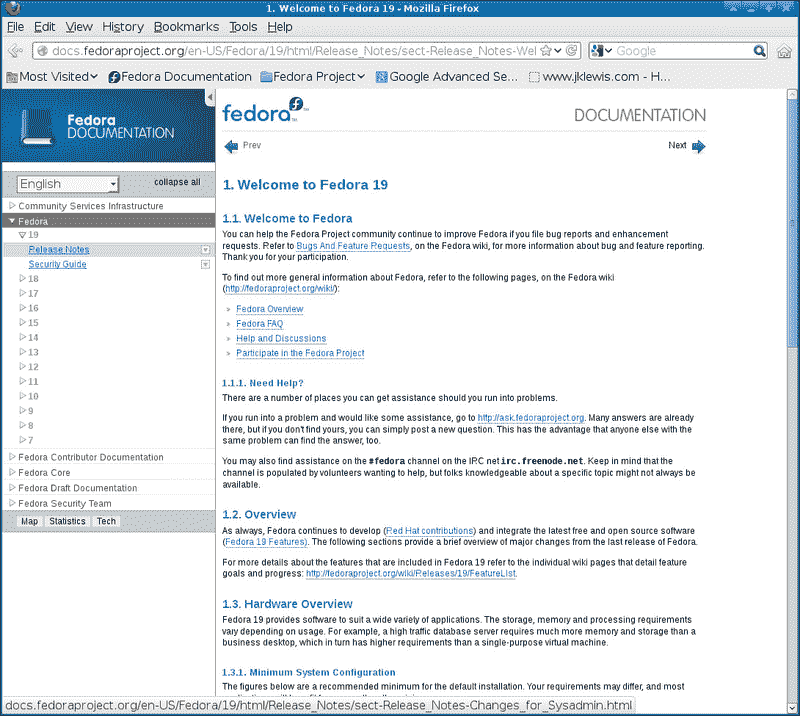 1. Welcome to Fedora 19 - Mozilla Firefox
File Edit View History Bookmarks Tools Help
docs.fedoraproject.org/en-US/Fedora/19/html/Release_Notes/sect-Release_Notes-Wel
Google
Most Visited
Fedora Documentation
Fedora Project
Google Advanced Se...
www.jklewis.com - H...
Fedora
DOCUMENTATION
English
collapse all
Community Services Infrastructure
Fedora
19
Release Notes
Security Guide
18
17
16
15
14
13
12
11
10
9
8
7
Fedora Contributor Documentation
Fedora Core
Fedora Draft Documentation
Fedora Security Team
Map Statistics Tech
fedora
DOCUMENTATION
Prev
Next
1. Welcome to Fedora 19
1.1. Welcome to Fedora
You can help the Fedora Project community continue to improve Fedora if you file bug reports and enhancement
requests. Refer to Bugs And Feature Requests, on the Fedora wiki, for more information about bug and feature reporting.
Thank you for your participation.
To find out more general information about Fedora, refer to the following pages, on the Fedora wiki
(http://fedoraproject.org/wiki/):
» Fedora Overview
» Fedora FAQ
» Help and Discussions
» Participate in the Fedora Project
1.1.1. Need Help?
There are a number of places you can get assistance should you run into problems.
If you run into a problem and would like some assistance, go to http://ask.fedoraproject.org. Many answers are already
there, but if you don't find yours, you can simply post a new question. This has the advantage that anyone else with the
same problem can find the answer, too.
You may also find assistance on the #fedora channel on the IRC net irc.freenode.net. Keep in mind that the
channel is populated by volunteers wanting to help, but folks knowledgeable about a specific topic might not always be
available.
1.2. Overview
As always, Fedora continues to develop (Red Hat contributions) and integrate the latest free and open source software
(Fedora 19 Features). The following sections provide a brief overview of major changes from the last release of Fedora.
For more details about the features that are included in Fedora 19 refer to the individual wiki pages that detail feature
goals and progress: http://fedoraproject.org/wiki/Releases/19/FeatureList.
1.3. Hardware Overview
Fedora 19 provides software to suit a wide variety of applications. The storage, memory and processing requirements
vary depending on usage. For example, a high traffic database server requires much more memory and storage than a
business desktop, which in turn has higher requirements than a single-purpose virtual machine.
1.3.1. Minimum System Configuration
The figures below are a recommended minimum for the default installation. Your requirements may differ, and most
docs.fedoraproject.org/en-US/Fedora/19/html/Release_Notes/sect-Release_Notes-Changes_for_Sysadmin.html